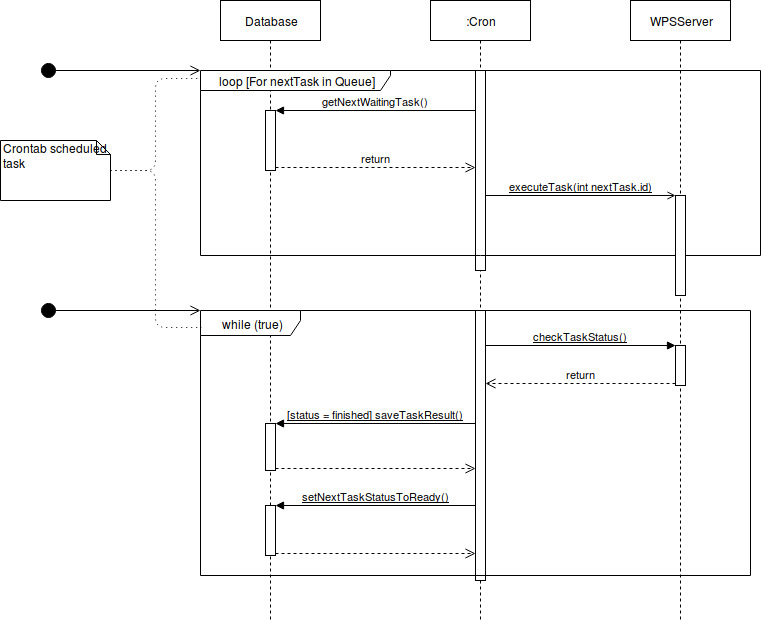 Database
:Cron
WPSServer
loop [For nextTask in Queue]
getNextWaitingTask()
Crontab scheduled
task
return
executeTask(int nextTask.id)
while (true)
checkTaskStatus()
return
[status = finished] saveTaskResult()
setNextTaskStatusToReady()